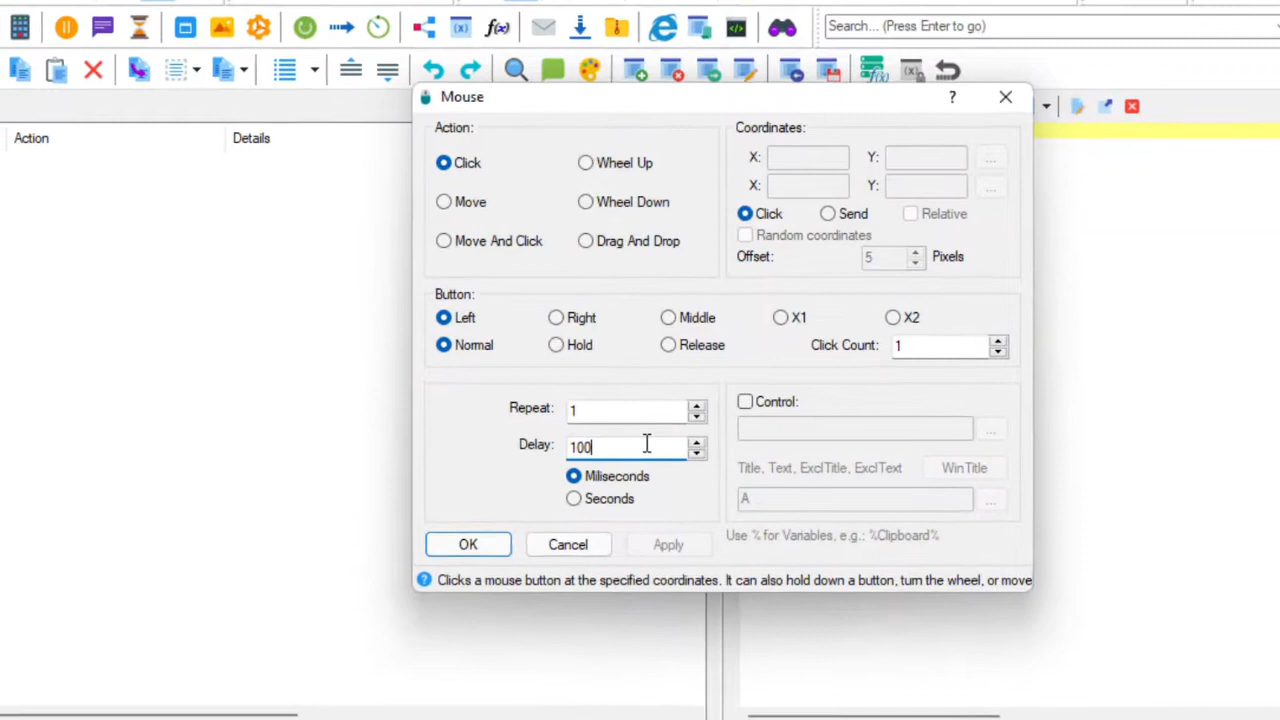 Search... (Press Enter to go)
f(x)
Mouse
?
Action
Details
Action:
Click
Wheel Up
Move
Wheel Down
Move And Click
Drag And Drop
Coordinates:
X:
Y:
...
X:
Y:
...
Click
Send
Relative
Random coordinates
Offset:
5
Pixels
Button:
Left
Right
Middle
X1
X2
Normal
Hold
Release
Click Count:
1
Repeat:
1
Delay:
100
Miliseconds
Seconds
Control:
...
Title, Text, ExclTitle, ExclText
WinTitle
A
...
OK
Cancel
Apply
Use % for Variables, e.g.: %Clipboard%
Clicks a mouse button at the specified coordinates. It can also hold down a button, turn the wheel, or move